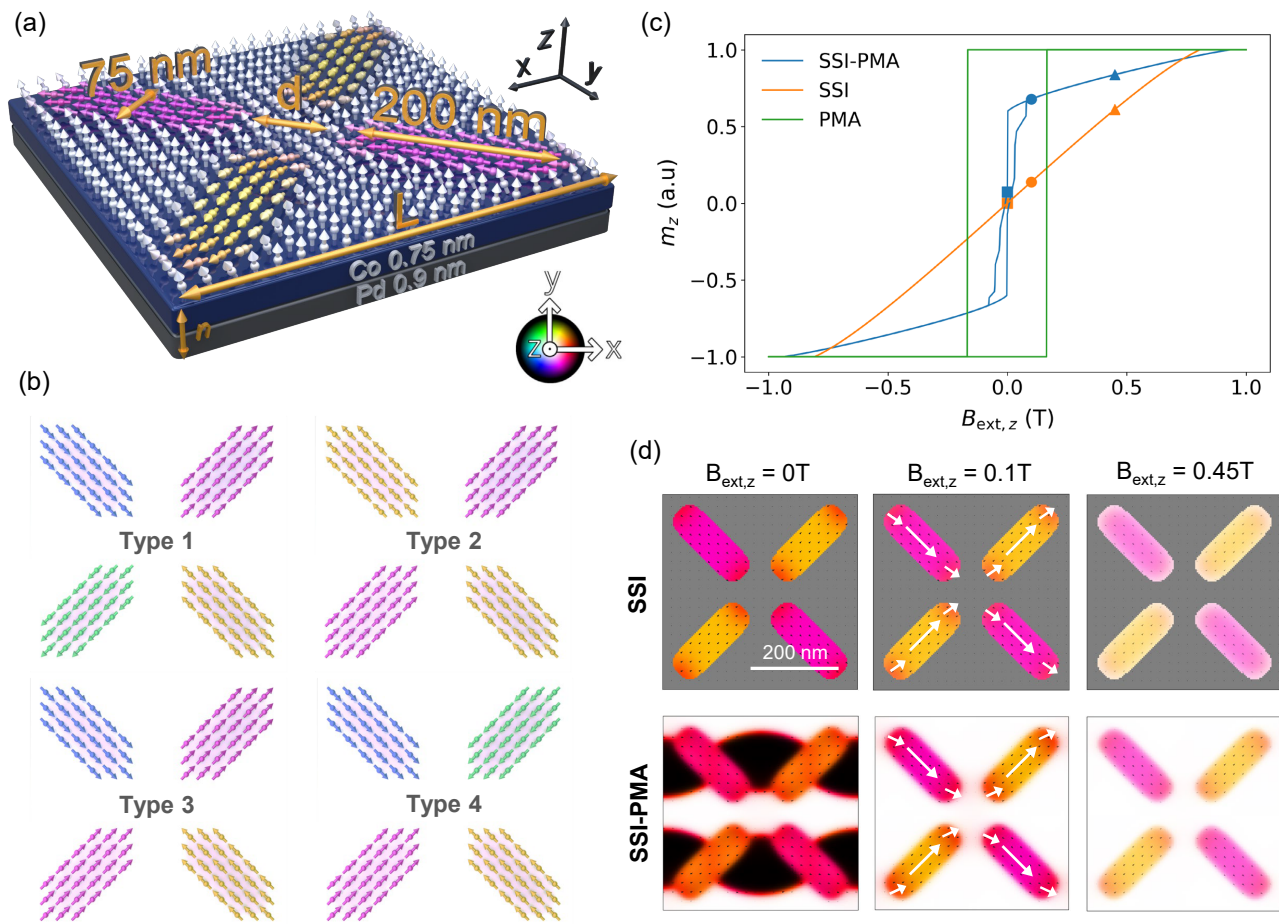 (a)
75 nm
d
200 nm
L
Co 0.75 nm
Pd 0.9 nm
n
z
x
y
y
z
x
(b)
Type 1
Type 2
Type 3
Type 4
(c)
SSI-PMA
SSI
PMA
1.0
0.5
0.0
−0.5
−1.0
m_z (a.u)
−1.0
−0.5
0.0
0.5
1.0
B_ext, z (T)
(d)
B_ext,z = 0T
B_ext,z = 0.1T
B_ext,z = 0.45T
SSI
200 nm
SSI-PMA